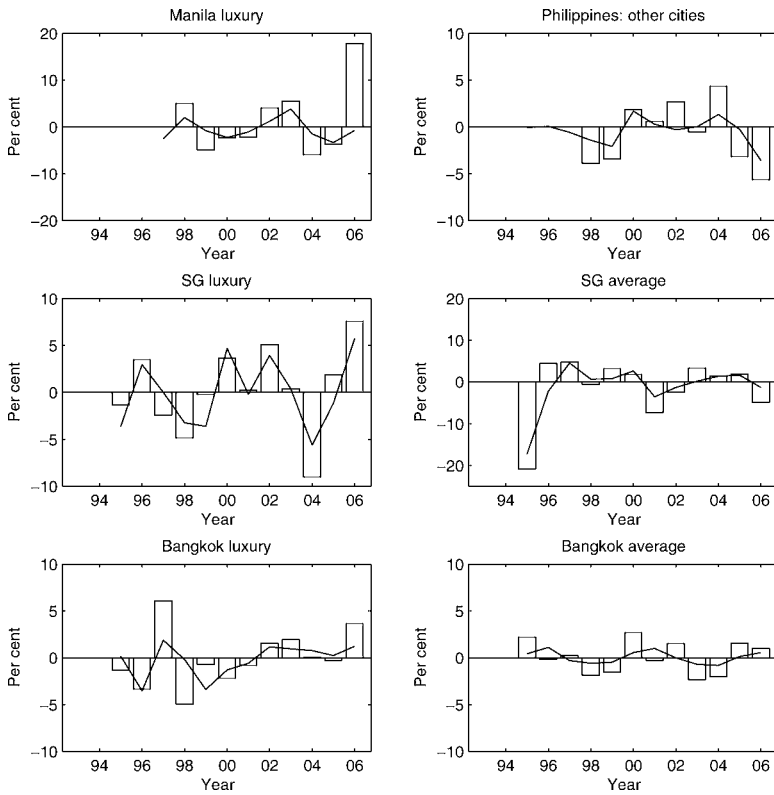 Manila luxury
20
10
0
−10
−20
Per cent
94 96 98 00 02 04 06
Year
Philippines: other cities
10
5
0
−5
−10
Per cent
94 96 98 00 02 04 06
Year
SG luxury
10
5
0
−5
−10
Per cent
94 96 98 00 02 04 06
Year
SG average
20
10
0
−10
−20
Per cent
94 96 98 00 02 04 06
Year
Bangkok luxury
10
5
0
−5
−10
Per cent
94 96 98 00 02 04 06
Year
Bangkok average
10
5
0
−5
−10
Per cent
94 96 98 00 02 04 06
Year